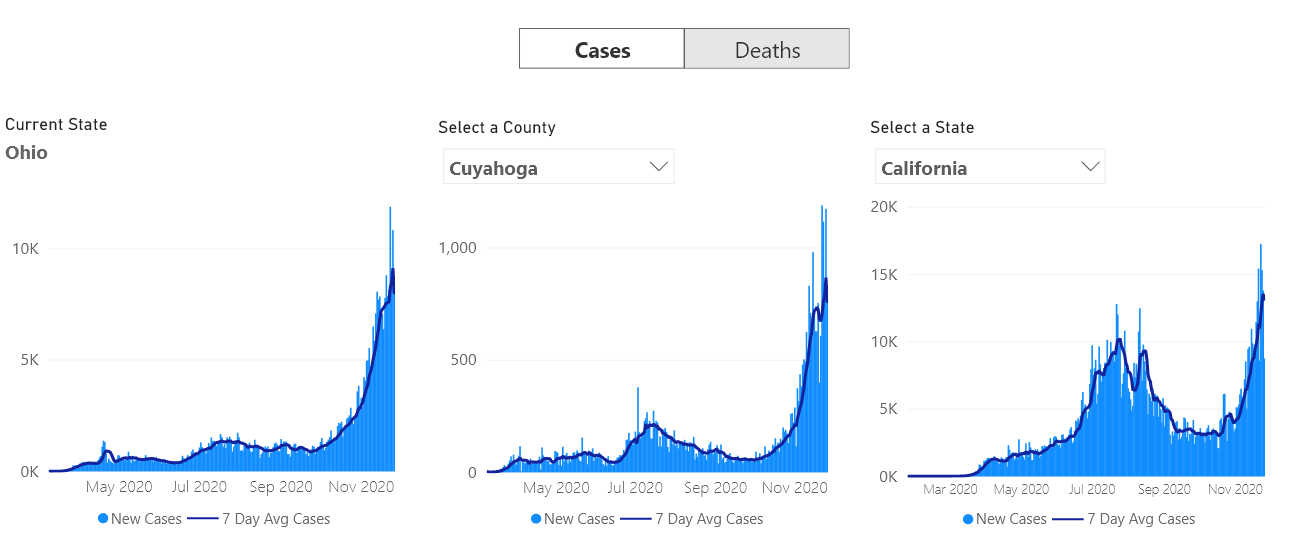 Cases Deaths
Current State
Ohio
10K
5K
0K
May 2020 Jul 2020 Sep 2020 Nov 2020
New Cases 7 Day Avg Cases
Select a County
Cuyahoga
1,000
500
0
May 2020 Jul 2020 Sep 2020 Nov 2020
New Cases 7 Day Avg Cases
Select a State
California
20K
15K
10K
5K
0K
Mar 2020 May 2020 Jul 2020 Sep 2020 Nov 2020
New Cases 7 Day Avg Cases